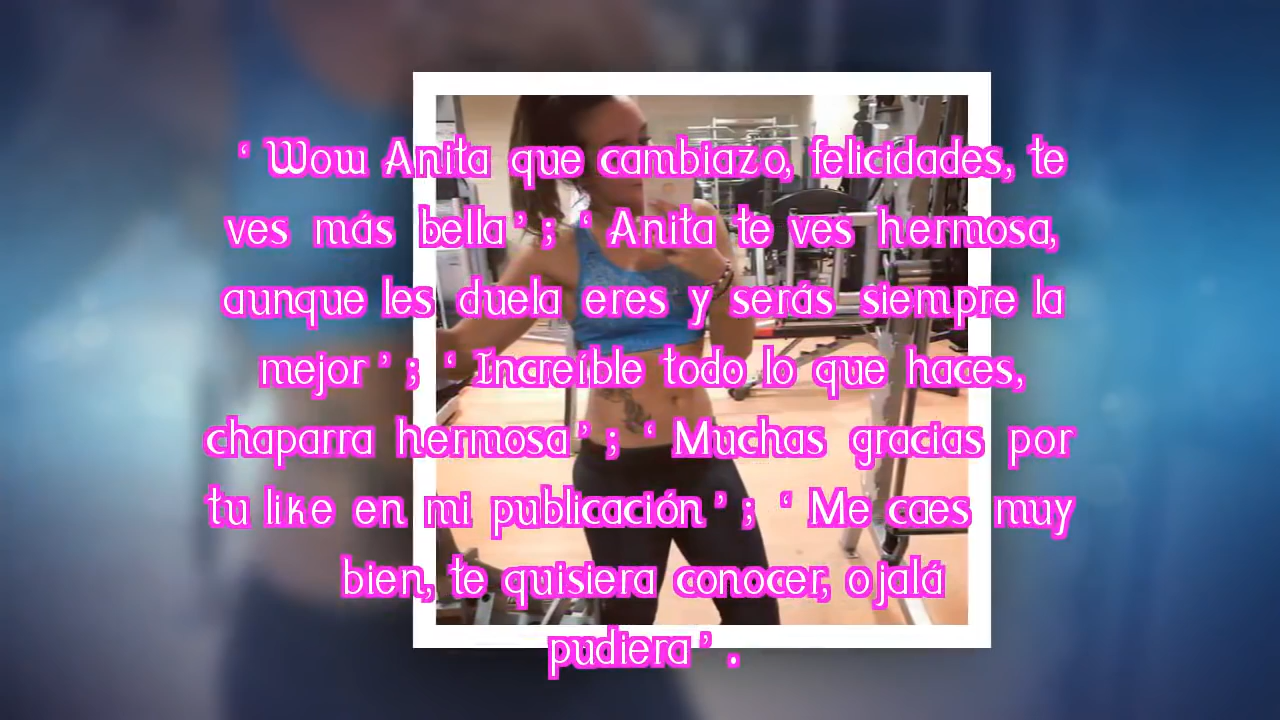 ‘ Wow Anita que cambiazo, felicidades, te
ves más bella ’ ; ‘ Anita te ves hermosa,
aunque les duela eres y serás siempre la
mejor ’ ; ‘ Increíble todo lo que haces,
chaparra hermosa ’ ; ‘ Muchas gracias por
tu like en mi publicación ’ ; ‘ Me caes muy
bien, te quisiera conocer, ojalá
pudiera ’ .